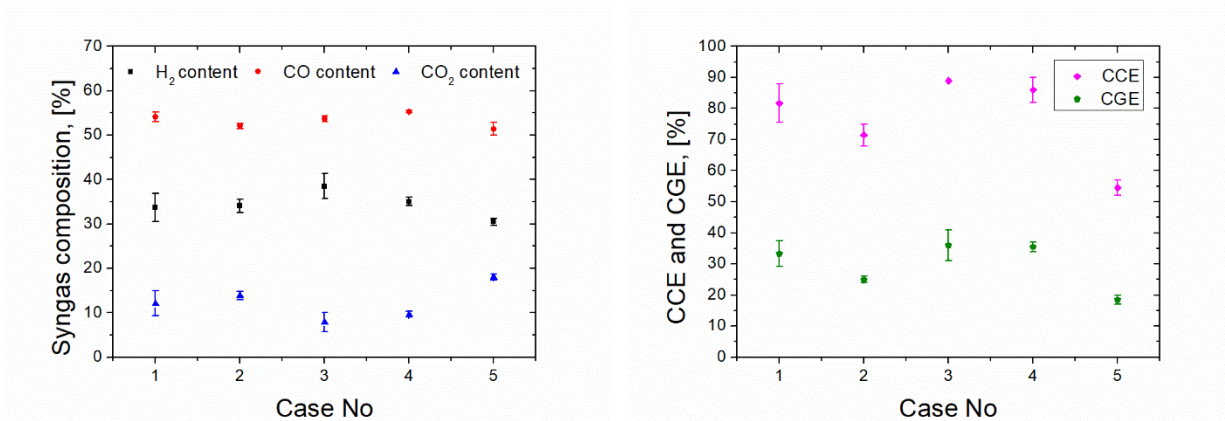 Syngas composition, [%]
70
60
50
40
30
20
10
0
H₂ content CO content CO₂ content
1 2 3 4 5
Case No
CCE and CGE, [%]
100
90
80
70
60
50
40
30
20
10
0
CCE
CGE
1 2 3 4 5
Case No